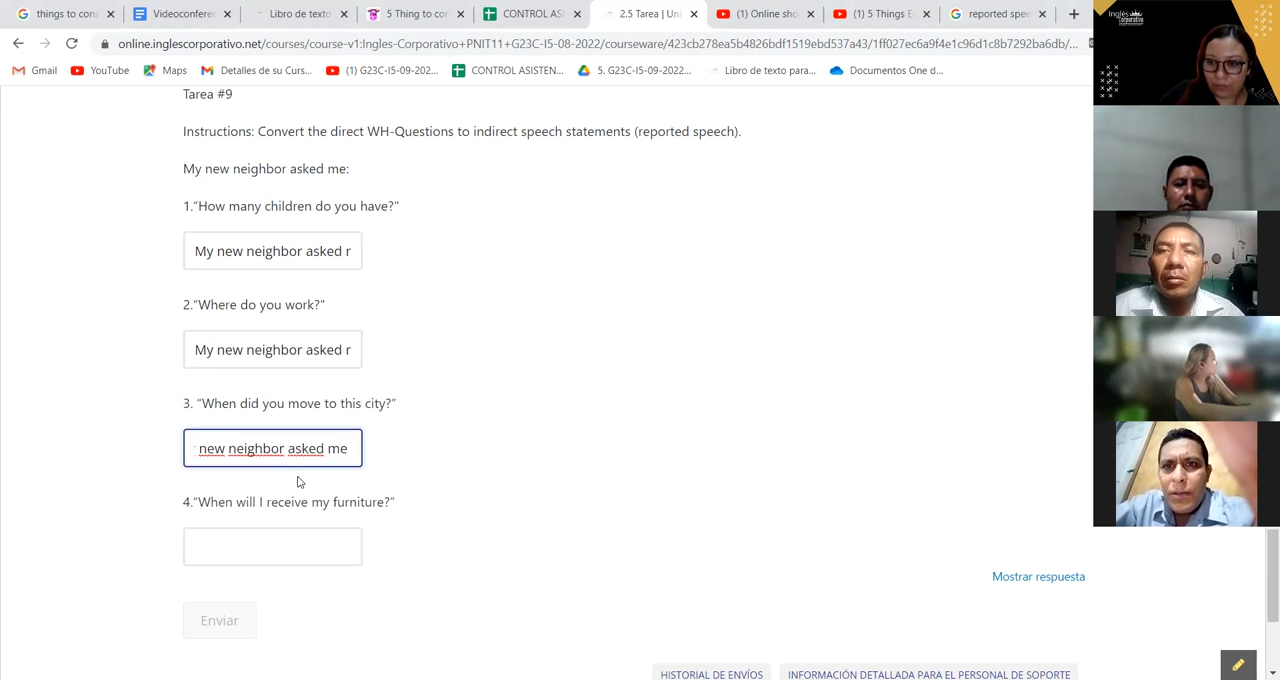 things to cons
Videoconferen
Libro de texto
5 Thing to con
CONTROL ASI
2.5 Tarea | Uni
(1) Online sho
(1) 5 Things Es
reported spee
online.inglescorporativo.net/courses/course-v1:Ingles-Corporativo+PNIT11+G23C-I5-08-2022/courseware/423cb278ea5b4826bdf1519ebd537a43/1ff027ec6a9f4e1c96d1c8b7292ba6db/...
Gmail
YouTube
Maps
Detalles de su Curs...
(1) G23C-I5-09-202...
CONTROL ASISTEN...
5. G23C-I5-09-2022...
Libro de texto para...
Documentos One d...
Inglés
Corporativo
Tarea #9
Instructions: Convert the direct WH-Questions to indirect speech statements (reported speech).
My new neighbor asked me:
1.“How many children do you have?"
My new neighbor asked r
2.“Where do you work?"
My new neighbor asked r
3. “When did you move to this city?”
new neighbor asked me
4.“When will I receive my furniture?”
Mostrar respuesta
Enviar
HISTORIAL DE ENVÍOS
INFORMACIÓN DETALLADA PARA EL PERSONAL DE SOPORTE